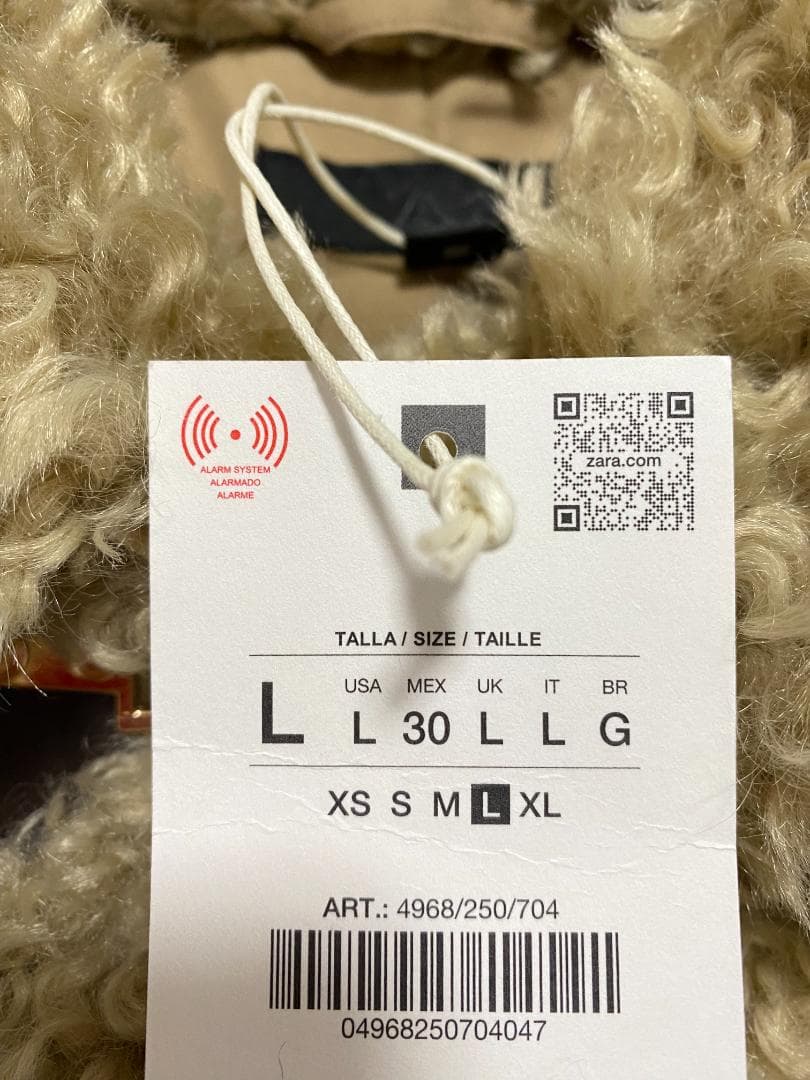 ALARM SYSTEM
ALARMADO
ALARME
zara.com
TALLA / SIZE / TAILLE
L
USA MEX UK IT BR
L 30 L L G
XS S M L XL
ART.: 4968/250/704
04968250704047